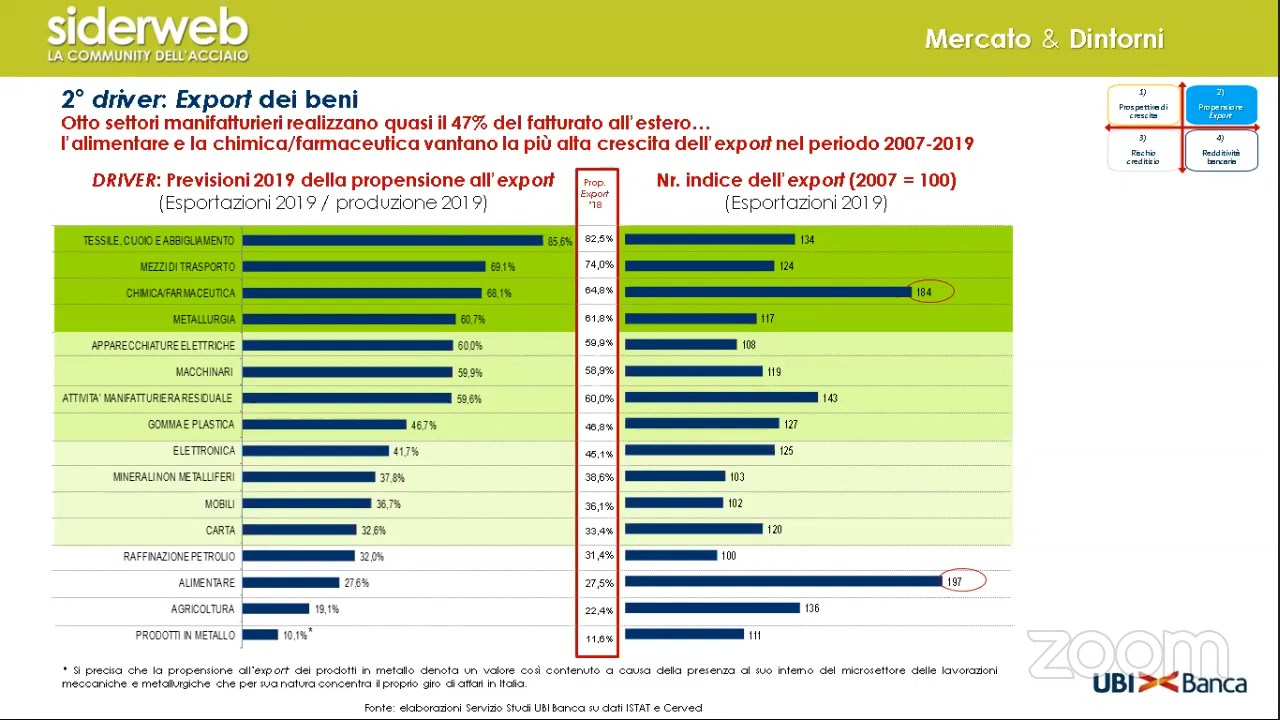 siderweb
LA COMMUNITY DELL'ACCIAIO
Mercato & Dintorni
2° driver: Export dei beni
Otto settori manifatturieri realizzano quasi il 47% del fatturato all'estero…
l'alimentare e la chimica/farmaceutica vantano la più alta crescita dell'export nel periodo 2007-2019
1)
Prospettiva di
crescita
2)
Propensione
Export
3)
Rischio
creditizio
4)
Redditività
bancaria
DRIVER: Previsioni 2019 della propensione all'export
(Esportazioni 2019 / produzione 2019)
Prop.
Export
'18
Nr. indice dell'export (2007 = 100)
(Esportazioni 2019)
TESSILE, CUOIO E ABBIGLIAMENTO 85,6% 82,5% 134
MEZZI DI TRASPORTO 69,1% 74,0% 124
CHIMICA/FARMACEUTICA 68,1% 64,8% 184
METALLURGIA 60,7% 61,8% 117
APPARECCHIATURE ELETTRICHE 60,0% 59,9% 108
MACCHINARI 59,9% 58,9% 119
ATTIVITA' MANIFATTURIERA RESIDUALE 59,6% 60,0% 143
GOMMA E PLASTICA 46,7% 46,8% 127
ELETTRONICA 41,7% 45,1% 125
MINERALI NON METALLIFERI 37,8% 38,6% 103
MOBILI 36,7% 36,1% 102
CARTA 32,6% 33,4% 120
RAFFINAZIONE PETROLIO 32,0% 31,4% 100
ALIMENTARE 27,6% 27,5% 197
AGRICOLTURA 19,1% 22,4% 136
PRODOTTI IN METALLO 10,1%* 11,6% 111
* Si precisa che la propensione all'export dei prodotti in metallo denota un valore così contenuto a causa della presenza al suo interno del microsettore delle lavorazioni
meccaniche e metallurgiche che per sua natura concentra il proprio giro di affari in Italia.
zoom
UBI Banca
Fonte: elaborazioni Servizio Studi UBI Banca su dati ISTAT e Cerved